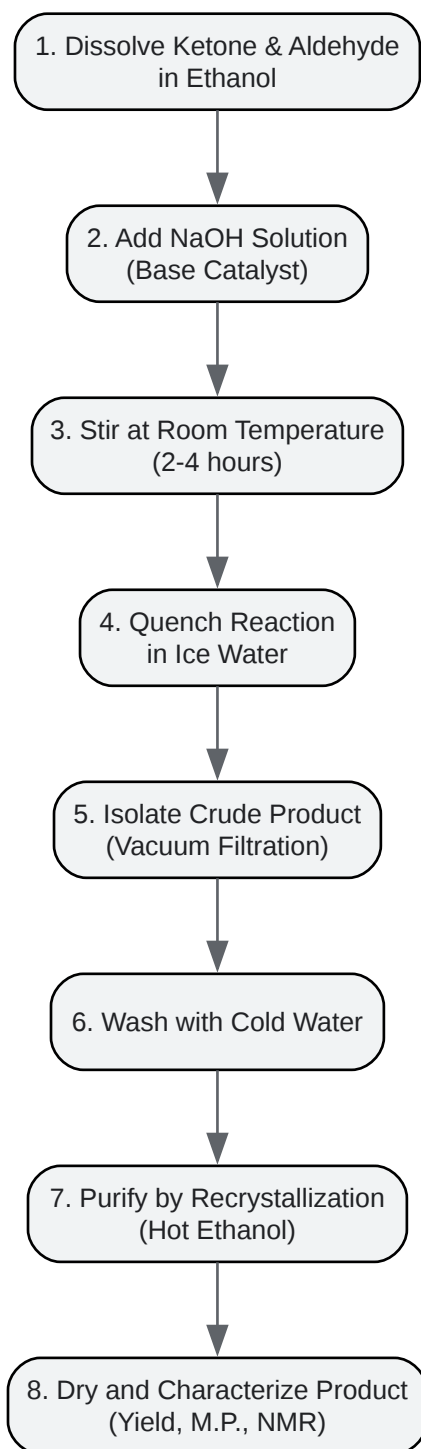 1. Dissolve Ketone & Aldehyde
in Ethanol
2. Add NaOH Solution
(Base Catalyst)
3. Stir at Room Temperature
(2-4 hours)
4. Quench Reaction
in Ice Water
5. Isolate Crude Product
(Vacuum Filtration)
6. Wash with Cold Water
7. Purify by Recrystallization
(Hot Ethanol)
8. Dry and Characterize Product
(Yield, M.P., NMR)